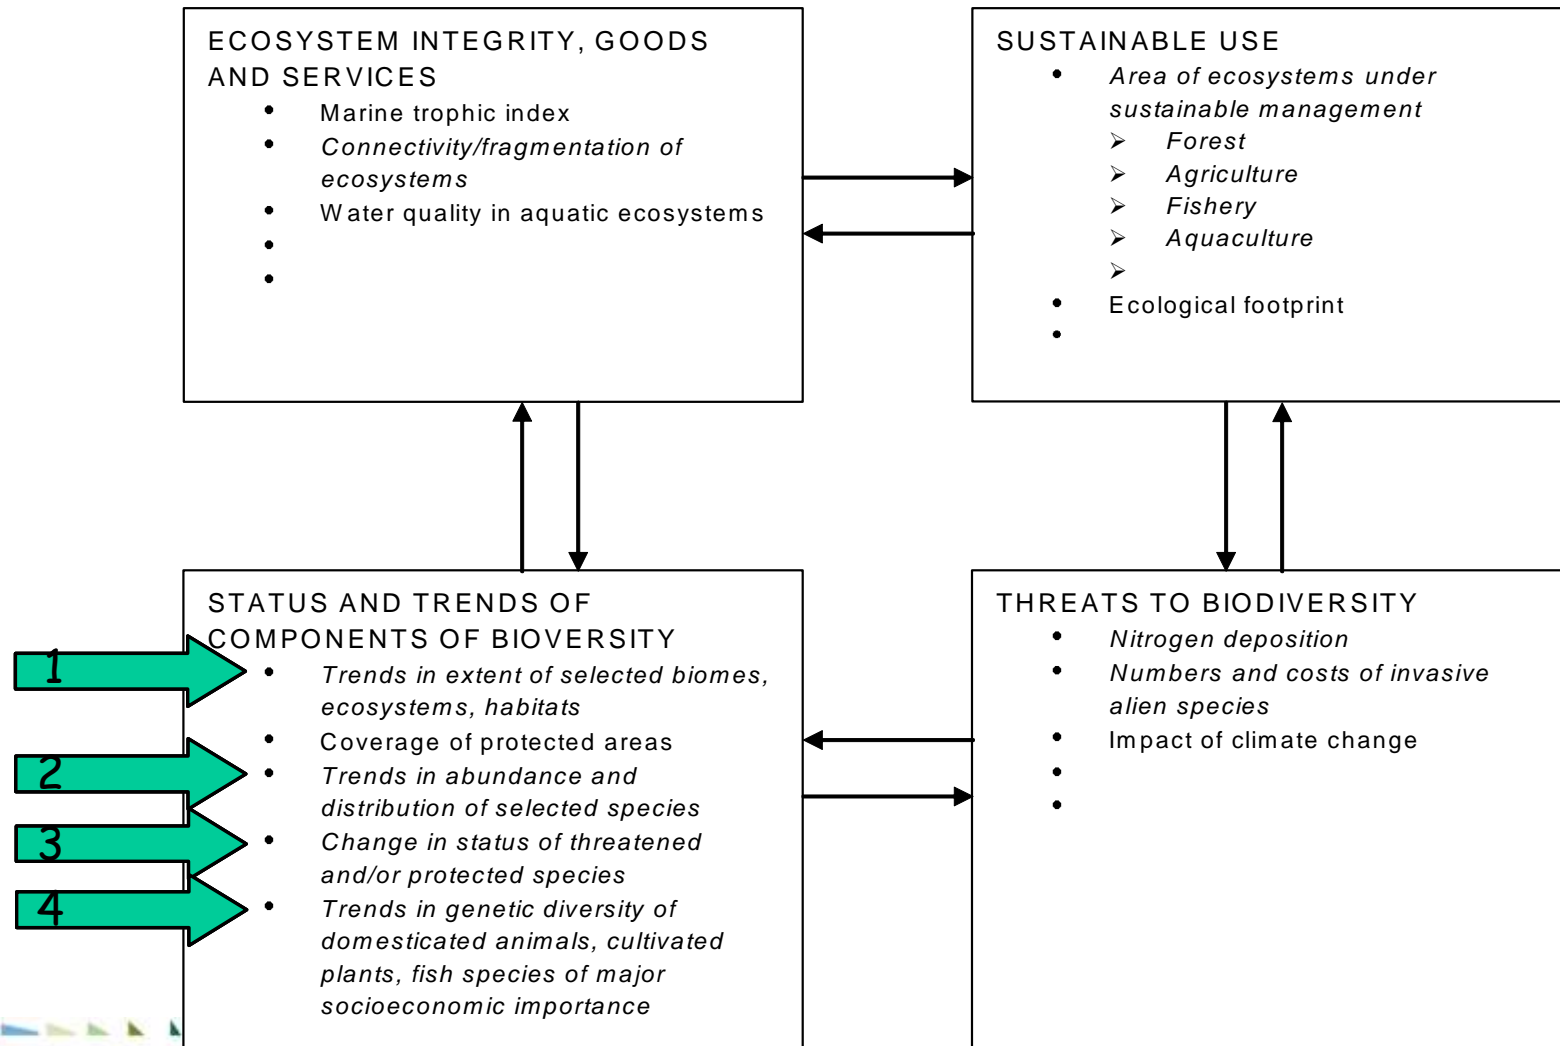 ECOSYSTEM INTEGRITY, GOODS
AND SERVICES
• Marine trophic index
• Connectivity/fragmentation of
ecosystems
• Water quality in aquatic ecosystems
•
•
SUSTAINABLE USE
• Area of ecosystems under
sustainable management
➢ Forest
➢ Agriculture
➢ Fishery
➢ Aquaculture
➢
• Ecological footprint
•
STATUS AND TRENDS OF
COMPONENTS OF BIOVERSITY
1
• Trends in extent of selected biomes,
ecosystems, habitats
• Coverage of protected areas
2
• Trends in abundance and
distribution of selected species
3
• Change in status of threatened
and/or protected species
4
• Trends in genetic diversity of
domesticated animals, cultivated
plants, fish species of major
socioeconomic importance
THREATS TO BIODIVERSITY
• Nitrogen deposition
• Numbers and costs of invasive
alien species
• Impact of climate change
•
•